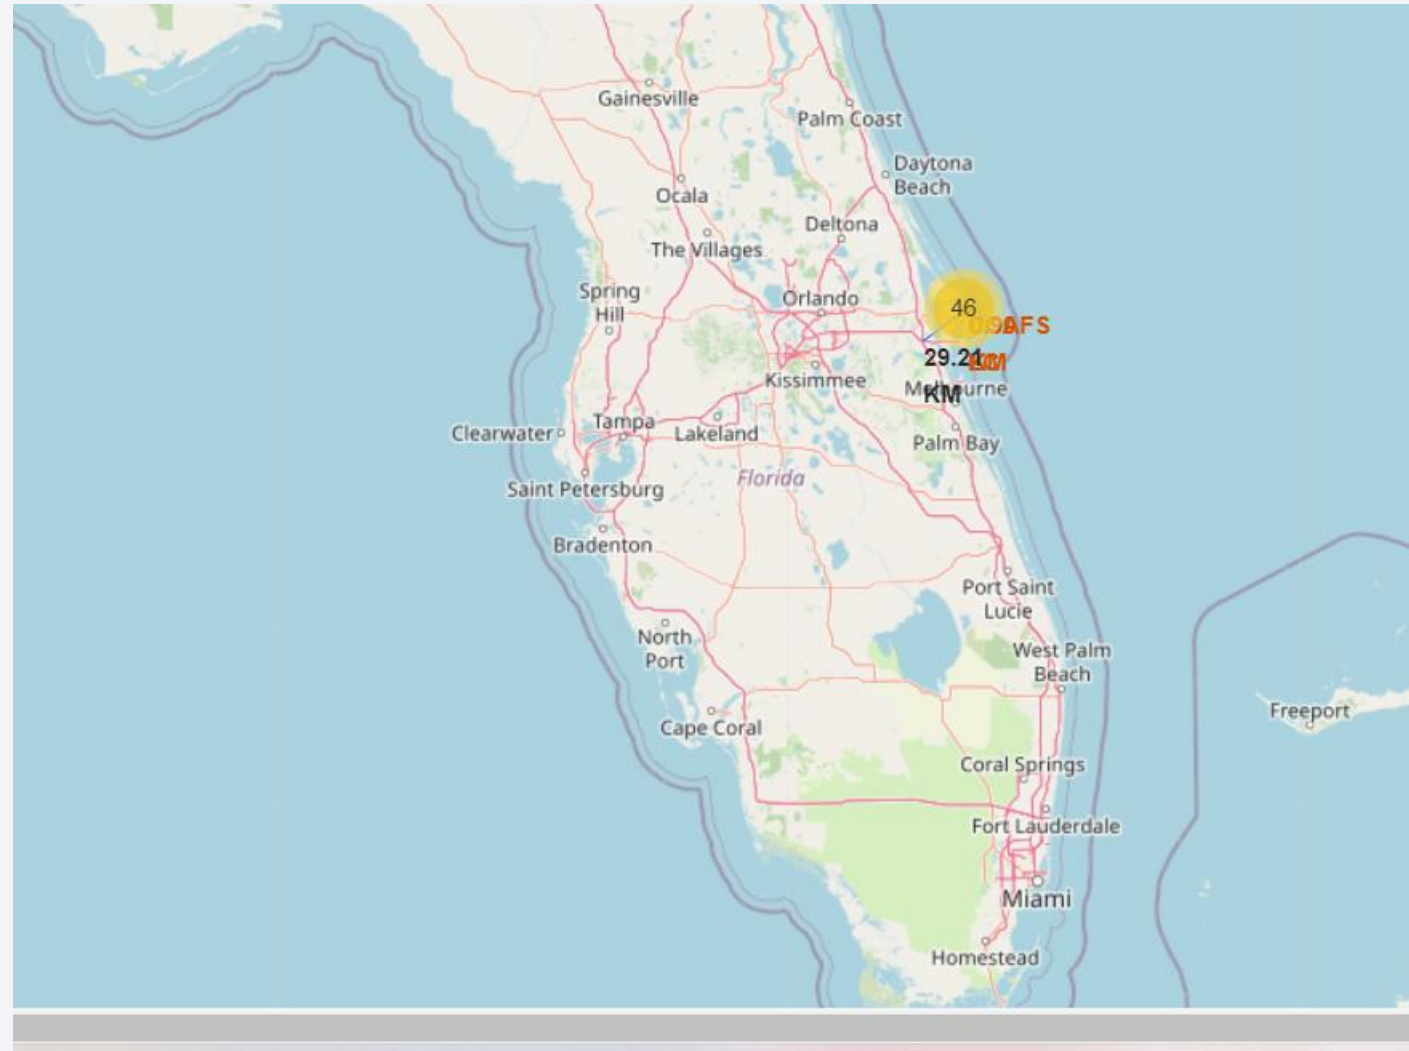 Gainesville
Palm Coast
Daytona
Beach
Ocala
Deltona
The Villages
Spring
Hill
Orlando
46
29.21
KM
Kissimmee
Melbourne
Clearwater
Tampa
Lakeland
Palm Bay
Florida
Saint Petersburg
Bradenton
Port Saint
Lucie
North
Port
West Palm
Beach
Cape Coral
Freeport
Coral Springs
Fort Lauderdale
Miami
Homestead